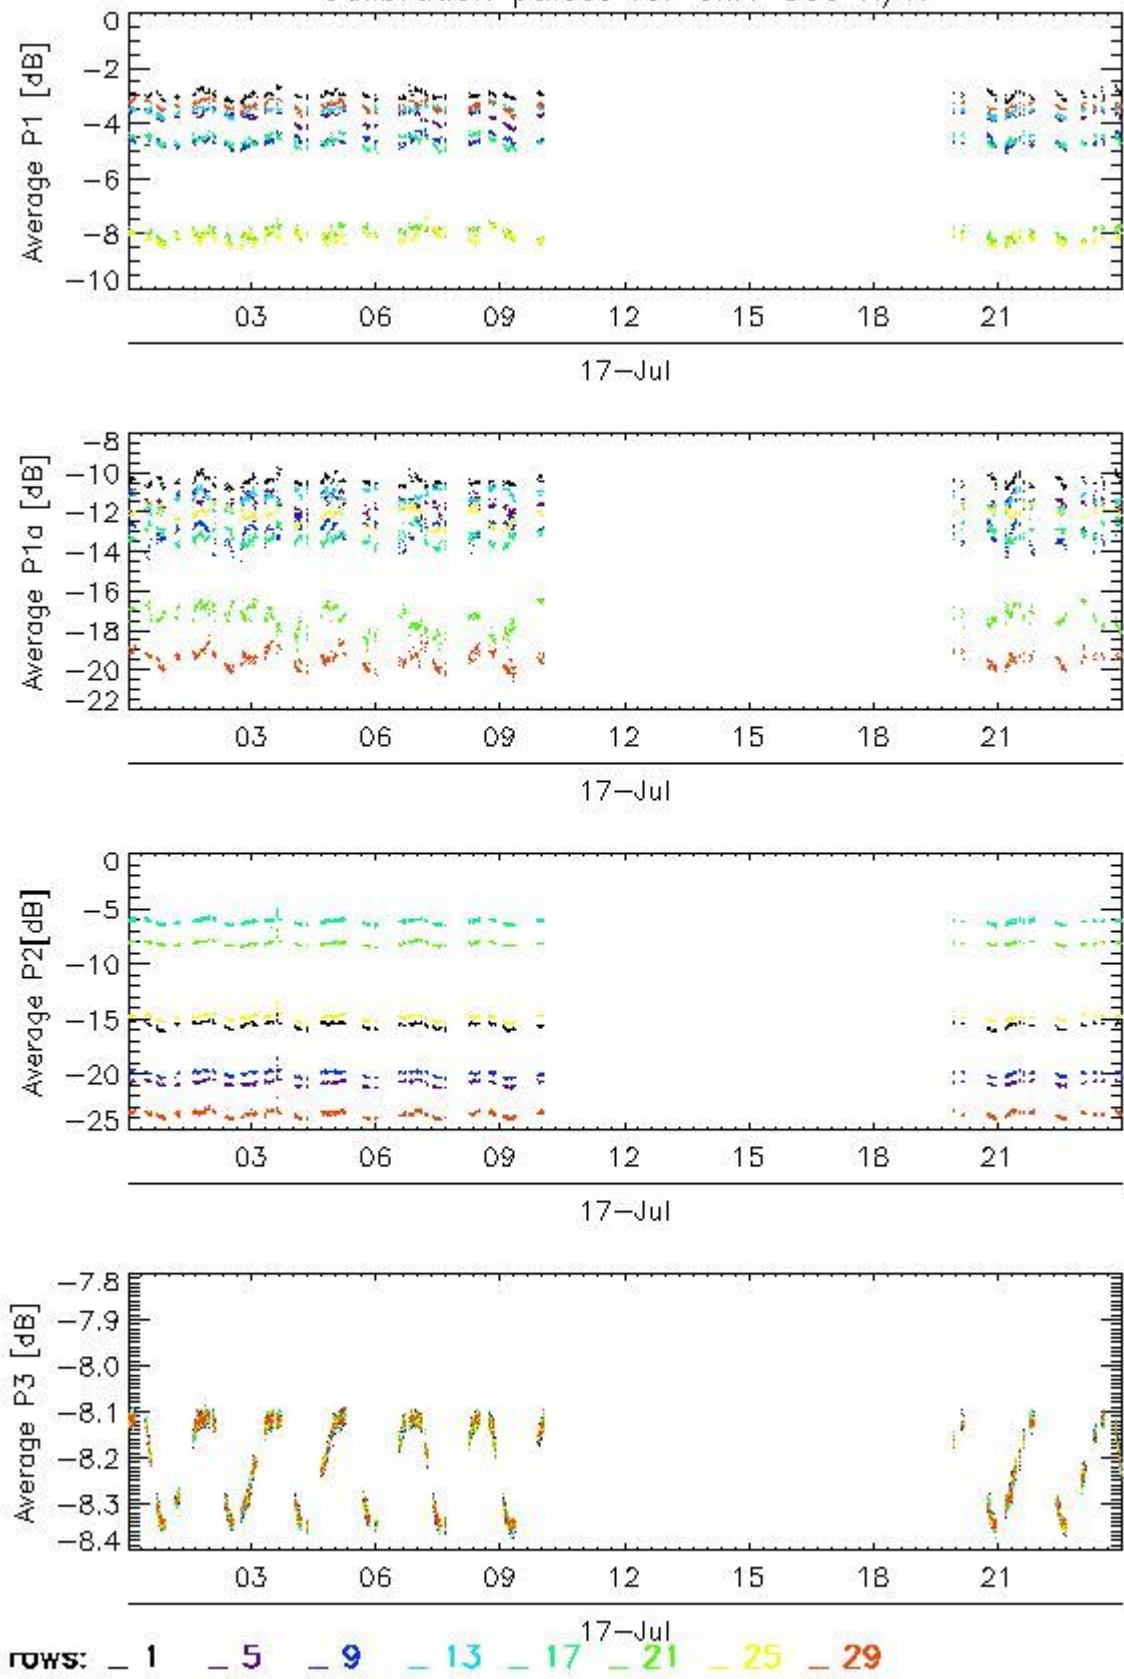 0
−2
−4
−6
−8
−10
Average P1 [dB]
03 06 09 12 15 18 21
17−Jul
−8
−10
−12
−14
−16
−18
−20
−22
Average P1a [dB]
03 06 09 12 15 18 21
17−Jul
0
−5
−10
−15
−20
−25
Average P2[dB]
03 06 09 12 15 18 21
17−Jul
−7.8
−7.9
−8.0
−8.1
−8.2
−8.3
−8.4
Average P3 [dB]
03 06 09 12 15 18 21
17−Jul
rows: _ 1 _ 5 _ 9 _ 13 _ 17 _ 21 _ 25 _ 29